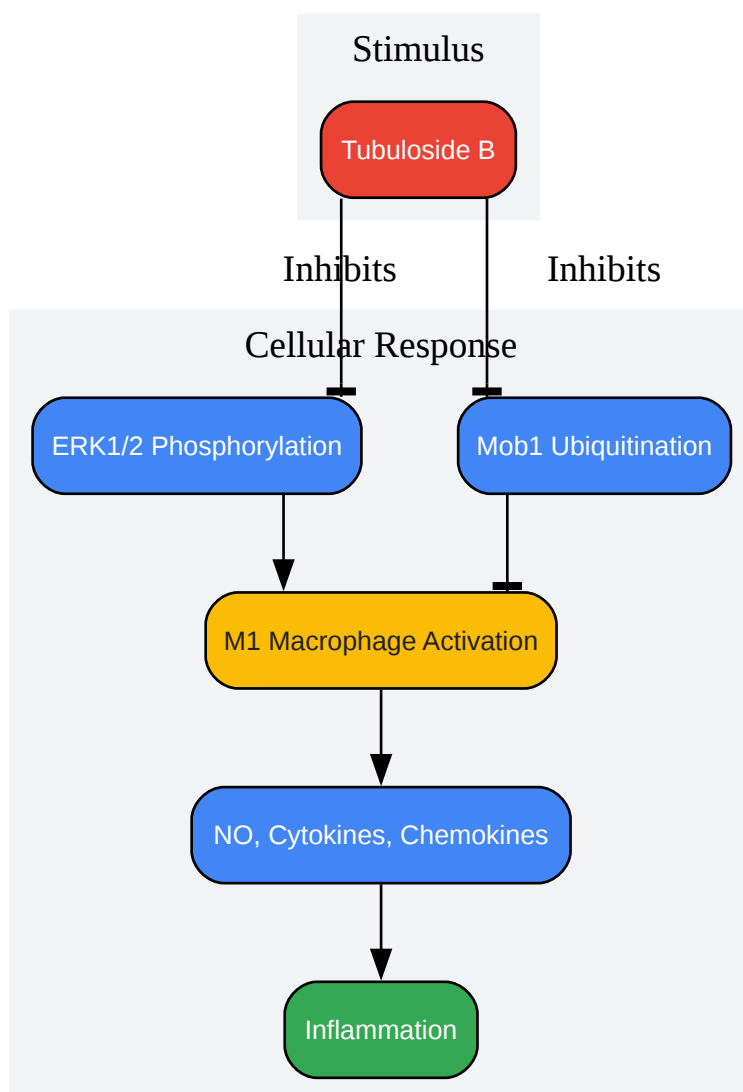 Stimulus
Tubuloside B
Inhibits
Inhibits
Cellular Response
ERK1/2 Phosphorylation
Mob1 Ubiquitination
M1 Macrophage Activation
NO, Cytokines, Chemokines
Inflammation